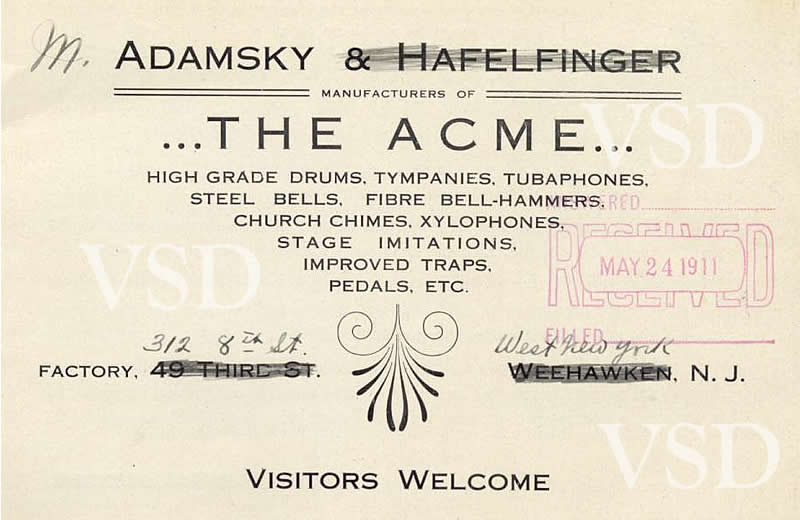 M. ADAMSKY & HAFELFINGER
MANUFACTURERS OF
...THE ACME...
HIGH GRADE DRUMS, TYMPANIES, TUBAPHONES,
STEEL BELLS, FIBRE BELL-HAMMERS,
CHURCH CHIMES, XYLOPHONES,
STAGE IMITATIONS,
IMPROVED TRAPS,
PEDALS, ETC.
RECEIVED
MAY 24 1911
FILLED
312 8th St.
West New York
FACTORY, 49 THIRD ST. WEEHAWKEN, N. J.
VISITORS WELCOME
VSD
VSD
VSD